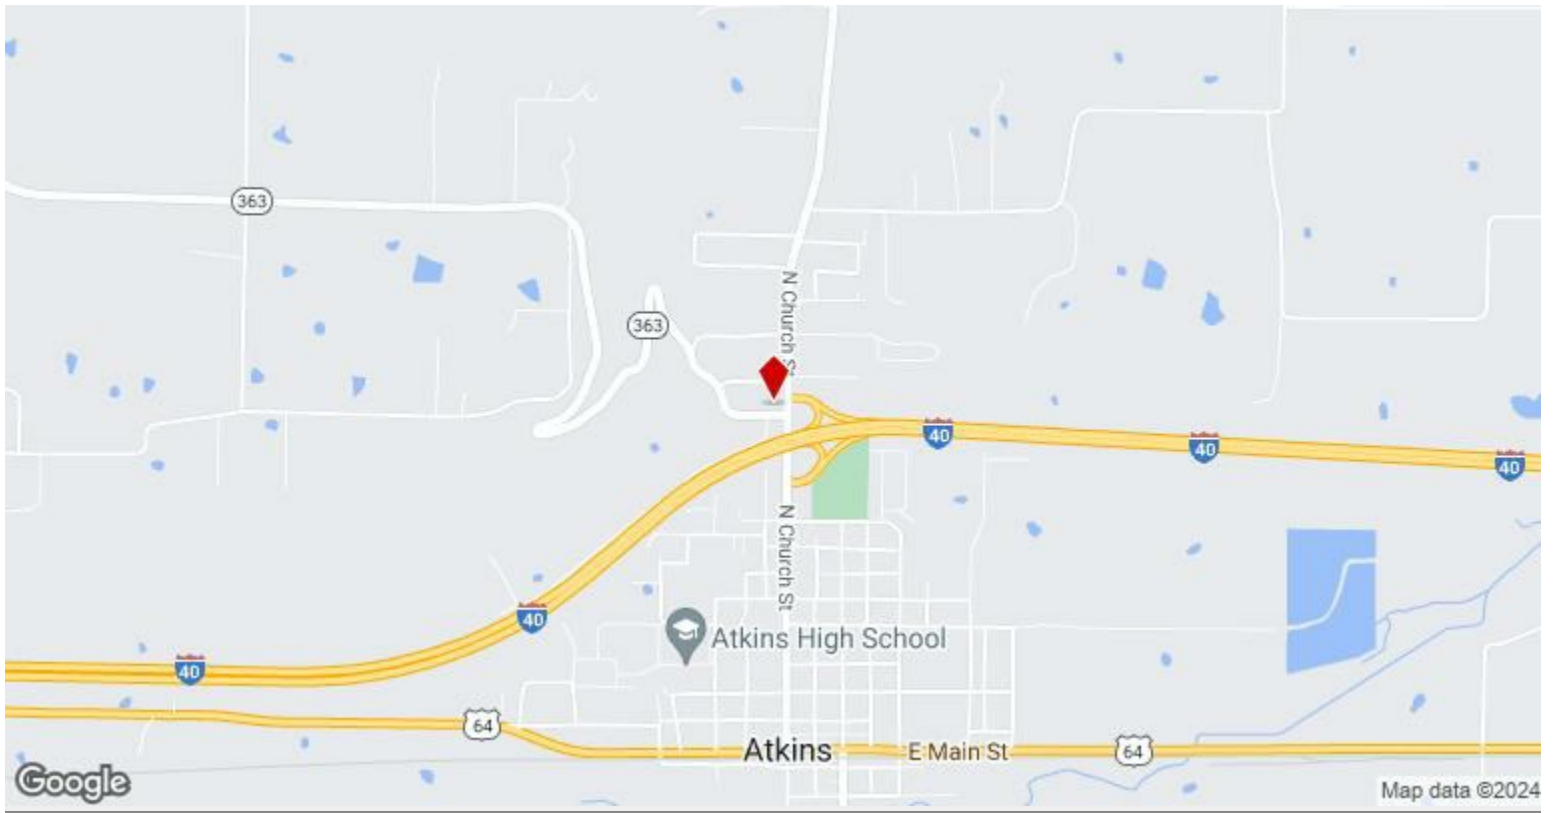 363
N Church St
363
40
40
40
N Church St
40
Atkins High School
40
64
Atkins
E Main St
64
Google
Map data ©2024